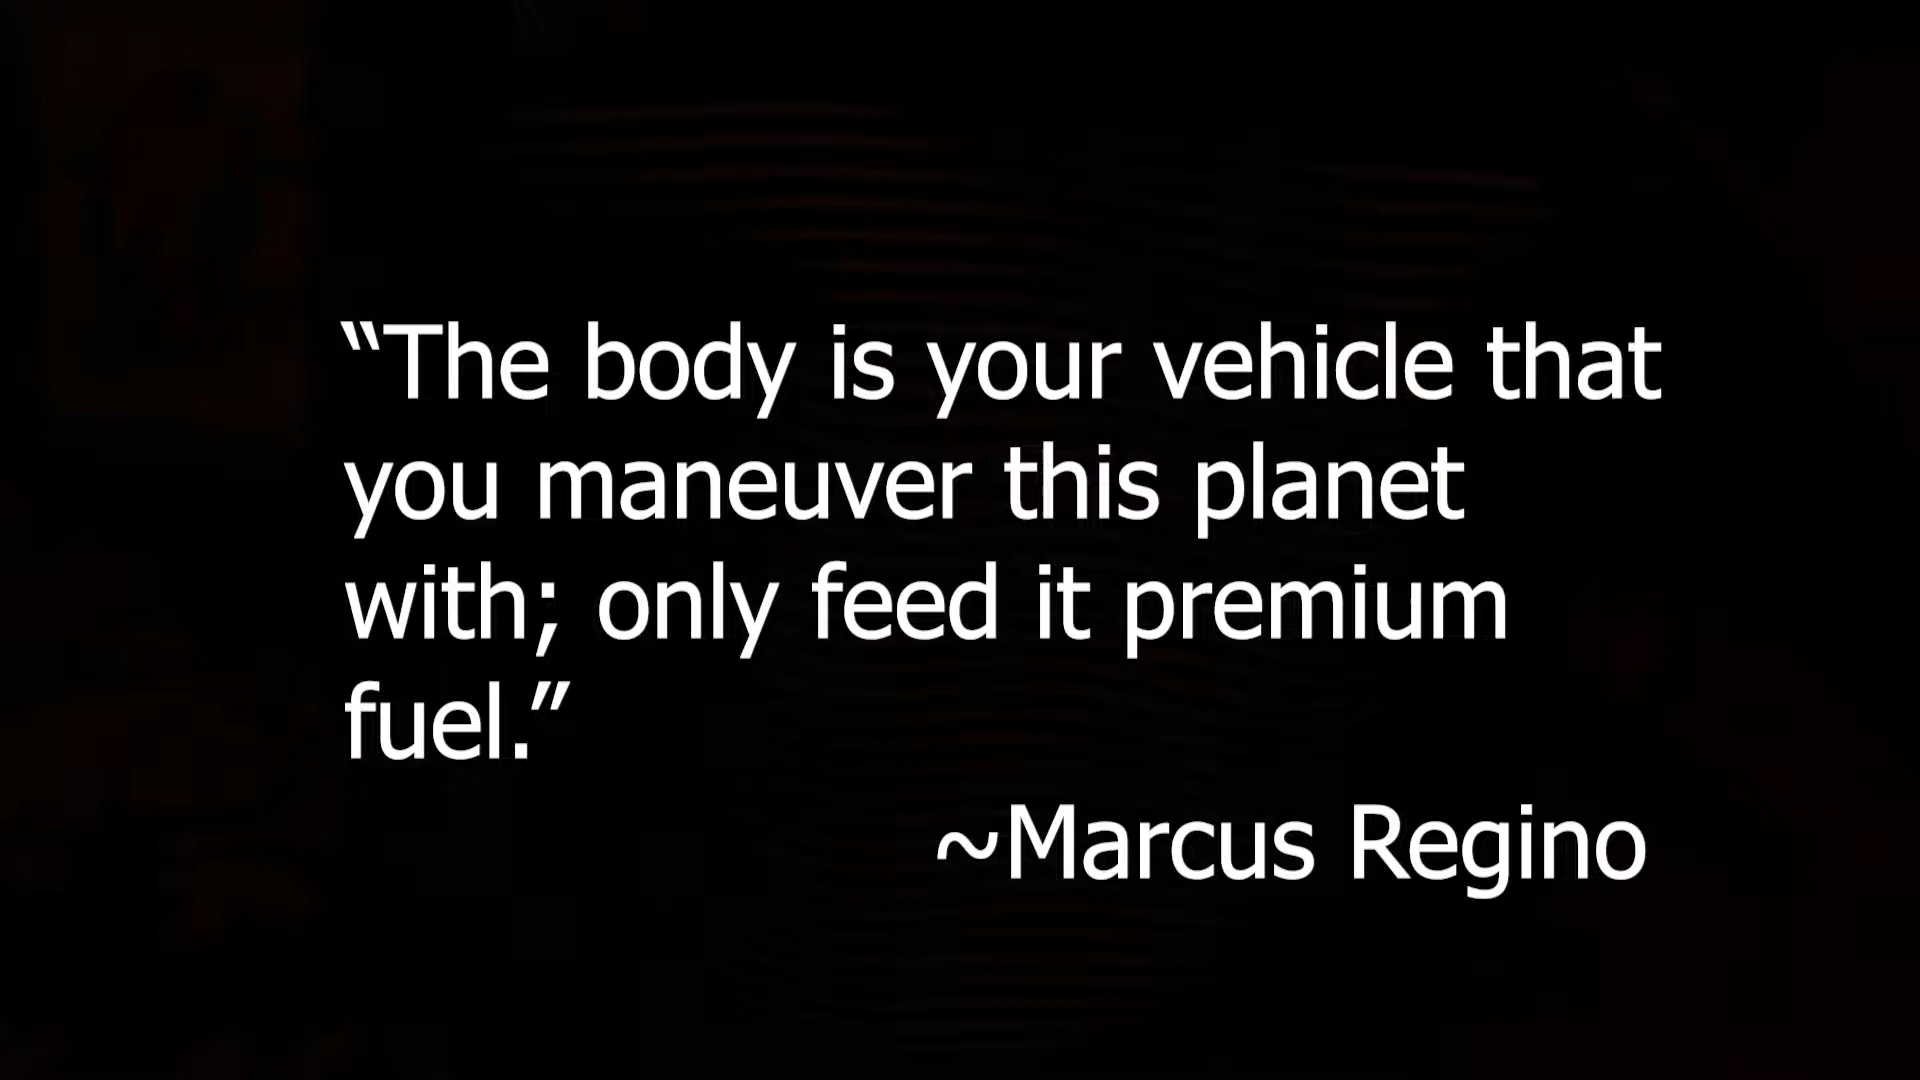 “The body is your vehicle that
you maneuver this planet
with; only feed it premium
fuel.”
~Marcus Regino